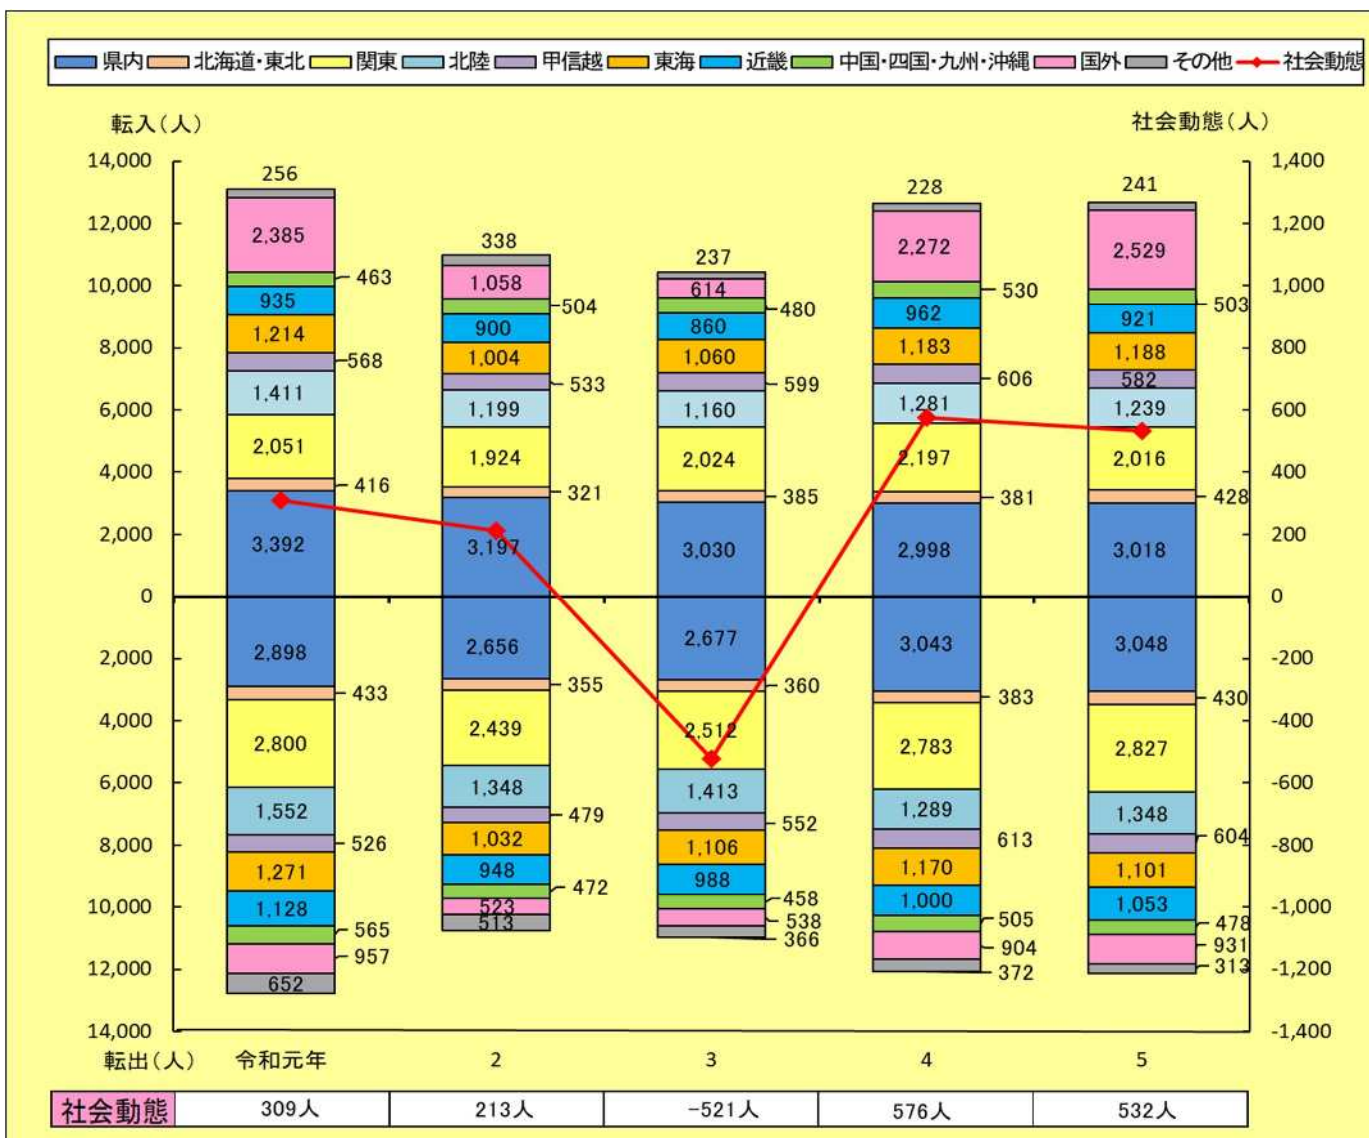 県内 北海道・東北 関東 北陸 甲信越 東海 近畿 中国・四国・九州・沖縄 国外 その他 社会動態
転入(人) 社会動態(人)
14,000 1,400
256 338 237 228 241
12,000 1,200
2,385 1,058 614 2,272 2,529
10,000 1,000
463 504 480 530 503
935 900 860 962 921
8,000 800
1,214 1,004 1,060 1,183 1,188
568 533 599 606 582
6,000 600
1,411 1,199 1,160 1,281 1,239
4,000 400
2,051 1,924 2,024 2,197 2,016
416 321 385 381 428
2,000 200
3,392 3,197 3,030 2,998 3,018
0 0
2,898 2,656 2,677 3,043 3,048
2,000 -200
433 355 360 383 430
4,000 -400
2,800 2,439 2,512 2,783 2,827
6,000 -600
1,552 1,348 1,413 1,289 1,348
526 479 552 613 604
8,000 -800
1,271 1,032 1,106 1,170 1,101
1,128 948 988 1,000 1,053
10,000 -1,000
565 472 458 505 478
957 523 538 904 931
12,000 -1,200
652 513 366 372 313
14,000 -1,400
転出(人) 令和元年 2 3 4 5
社会動態 309人 213人 -521人 576人 532人